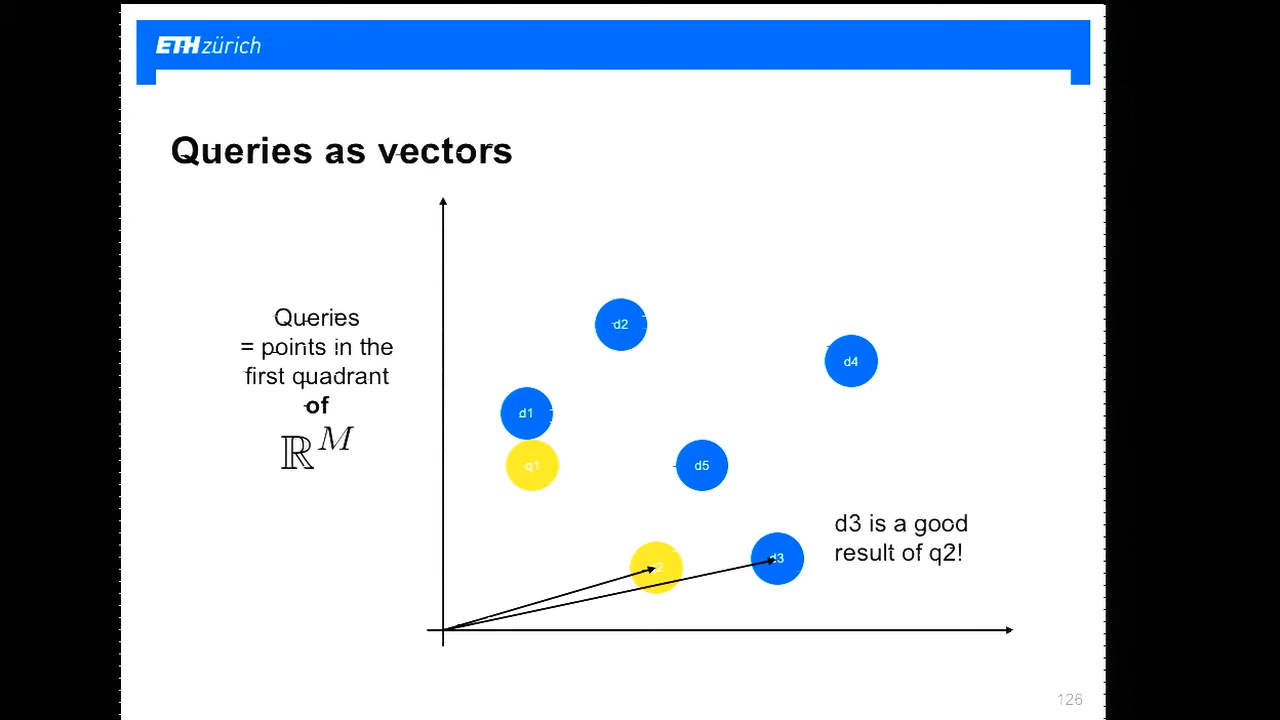 ETH zürich
Queries as vectors
Queries
= points in the
first quadrant
of
ℝ^M
d2
d4
d1
q1
d5
d3 is a good
result of q2!
d3
126